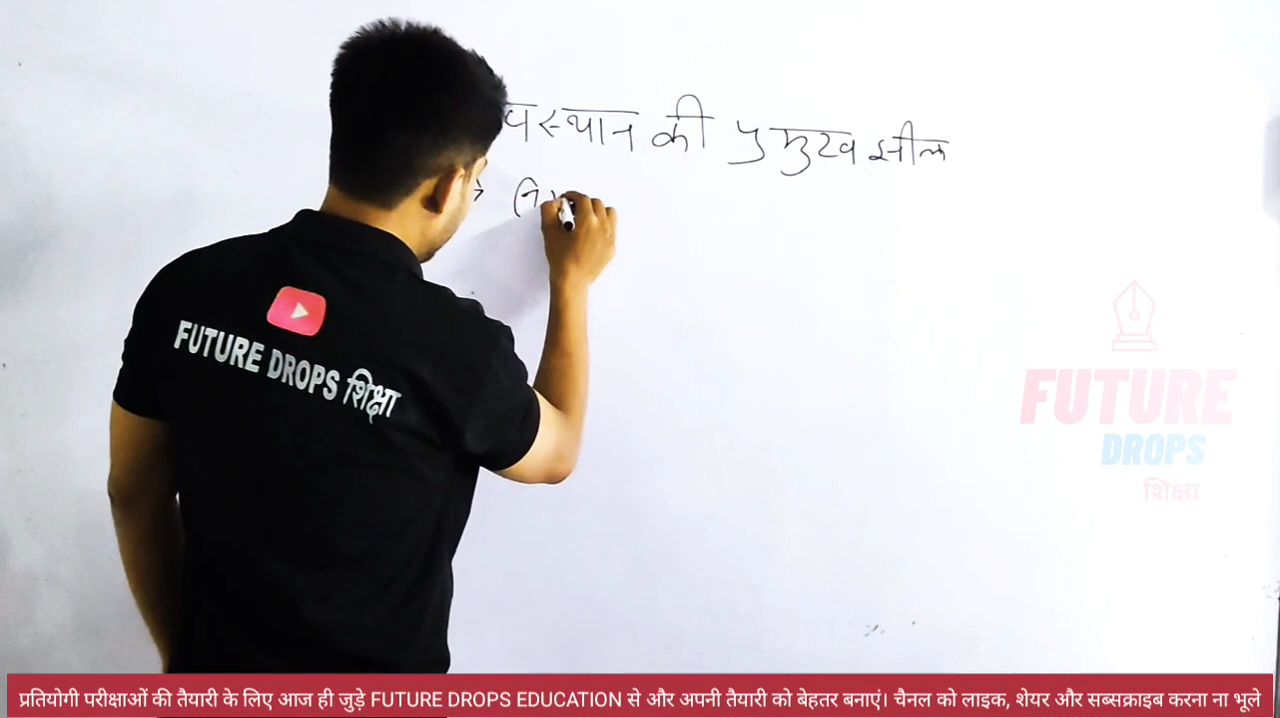 की प्रमुख झील
FUTURE DROPS शिक्षा
FUTURE
DROPS
शिक्षा
प्रतियोगी परीक्षाओं की तैयारी के लिए आज ही जुड़े FUTURE DROPS EDUCATION से और अपनी तैयारी को बेहतर बनाएं। चैनल को लाइक, शेयर और सब्सक्राइब करना ना भूले